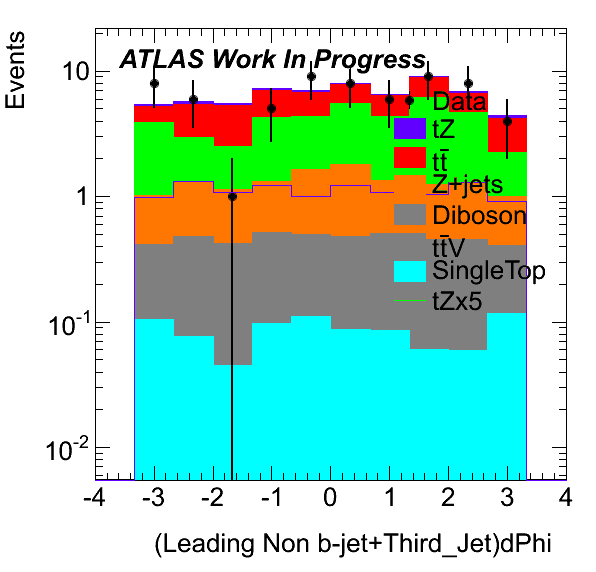 Events
ATLAS Work In Progress
10
1
10-1
10-2
Data
tZ
tt̄
Z+jets
Diboson
tt̄V
SingleTop
tZx5
-4 -3 -2 -1 0 1 2 3 4
(Leading Non b-jet+Third_Jet)dPhi